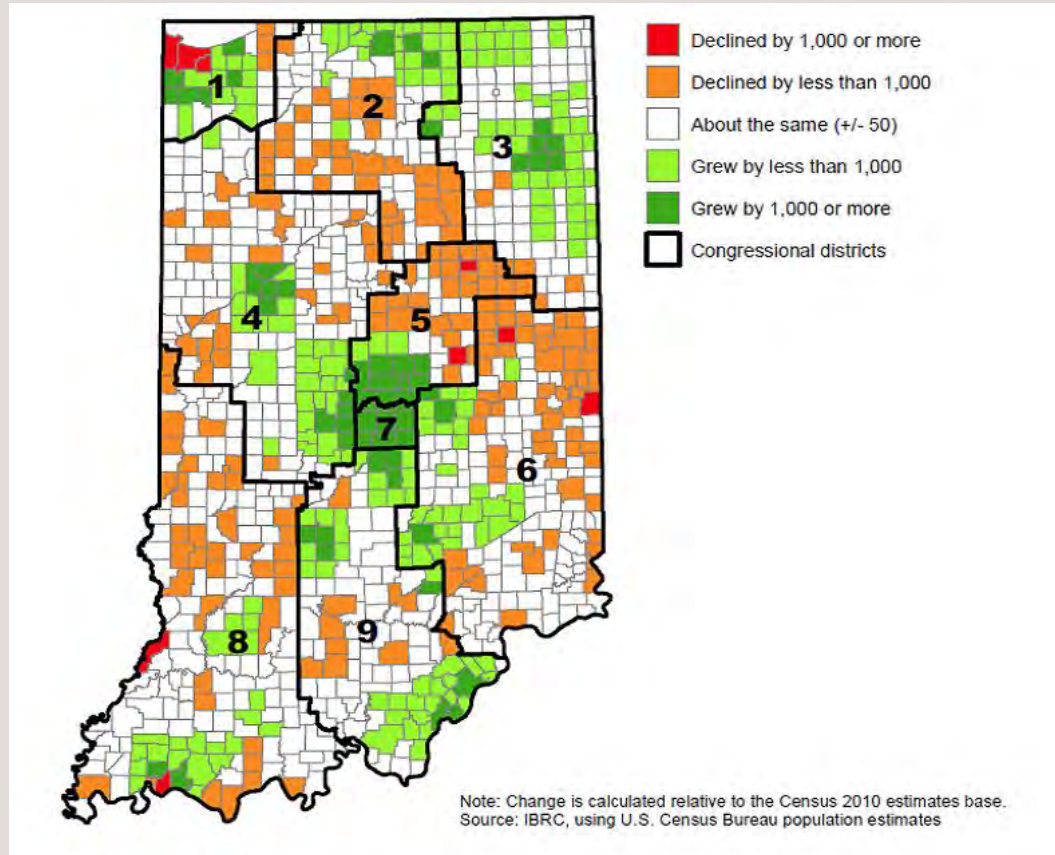 Declined by 1,000 or more
Declined by less than 1,000
About the same (+/- 50)
Grew by less than 1,000
Grew by 1,000 or more
Congressional districts
1
2
3
4
5
7
6
8
9
Note: Change is calculated relative to the Census 2010 estimates base.
Source: IBRC, using U.S. Census Bureau population estimates